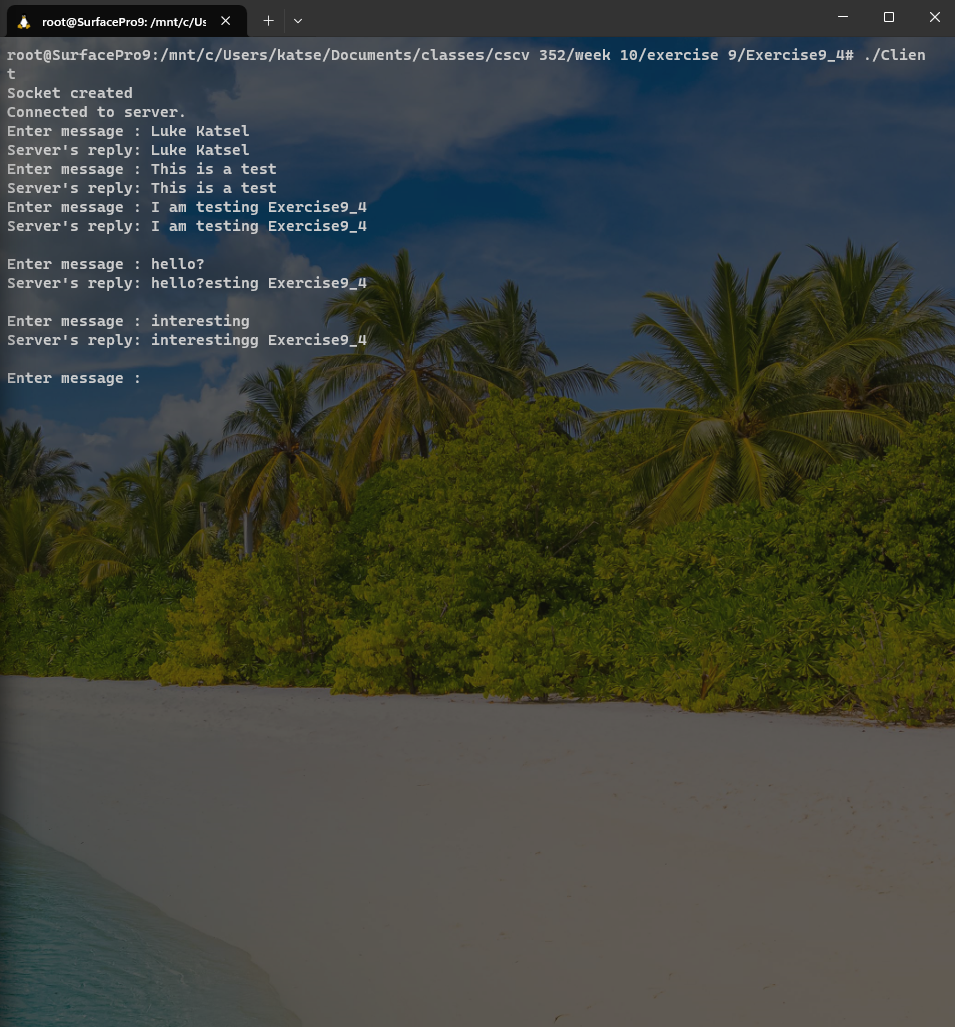 root@SurfacePro9: /mnt/c/Us
root@SurfacePro9:/mnt/c/Users/katse/Documents/classes/cscv 352/week 10/exercise 9/Exercise9_4# ./Clien
t
Socket created
Connected to server.
Enter message : Luke Katsel
Server's reply: Luke Katsel
Enter message : This is a test
Server's reply: This is a test
Enter message : I am testing Exercise9_4
Server's reply: I am testing Exercise9_4
Enter message : hello?
Server's reply: hello?esting Exercise9_4
Enter message : interesting
Server's reply: interestingg Exercise9_4
Enter message :